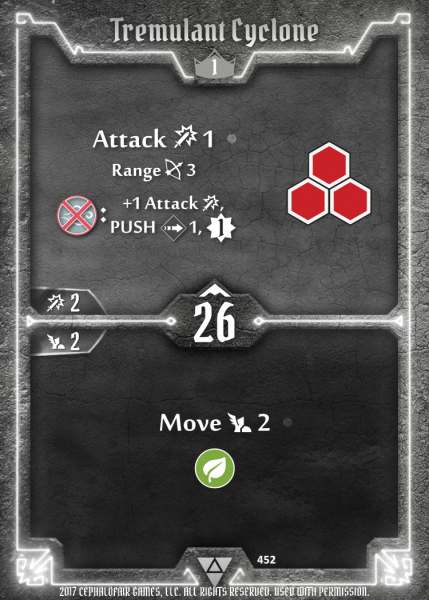 Tremulant Cyclone
1
Attack 1
Range 3
: +1 Attack,
PUSH 1, 1
2
26
2
Move 2
452
2017 CEPHALOFAIR GAMES, LLC. ALL RIGHTS RESERVED. USED WITH PERMISSION.